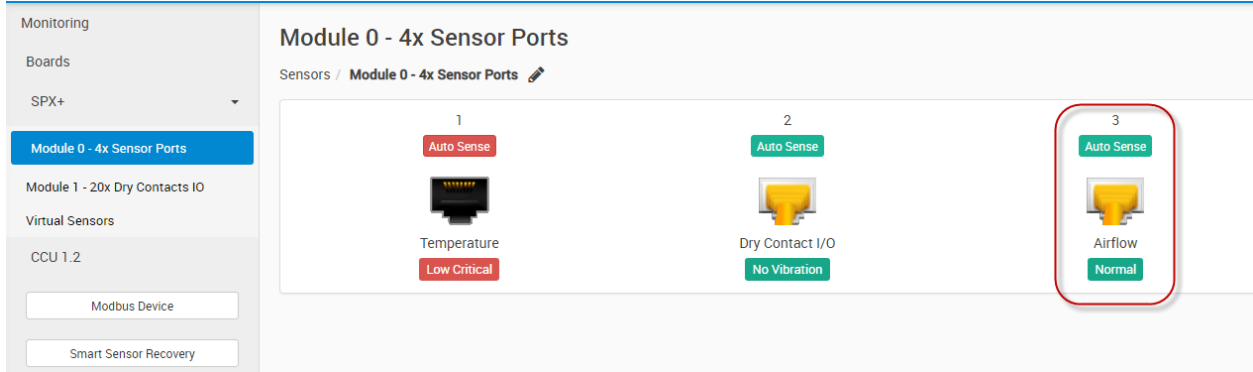 Monitoring
Boards
SPX+
Module 0 - 4x Sensor Ports
Module 1 - 20x Dry Contacts IO
Virtual Sensors
CCU 1.2
Modbus Device
Smart Sensor Recovery
Module 0 - 4x Sensor Ports
Sensors / Module 0 - 4x Sensor Ports
1
Auto Sense
Temperature
Low Critical
2
Auto Sense
Dry Contact I/O
No Vibration
3
Auto Sense
Airflow
Normal